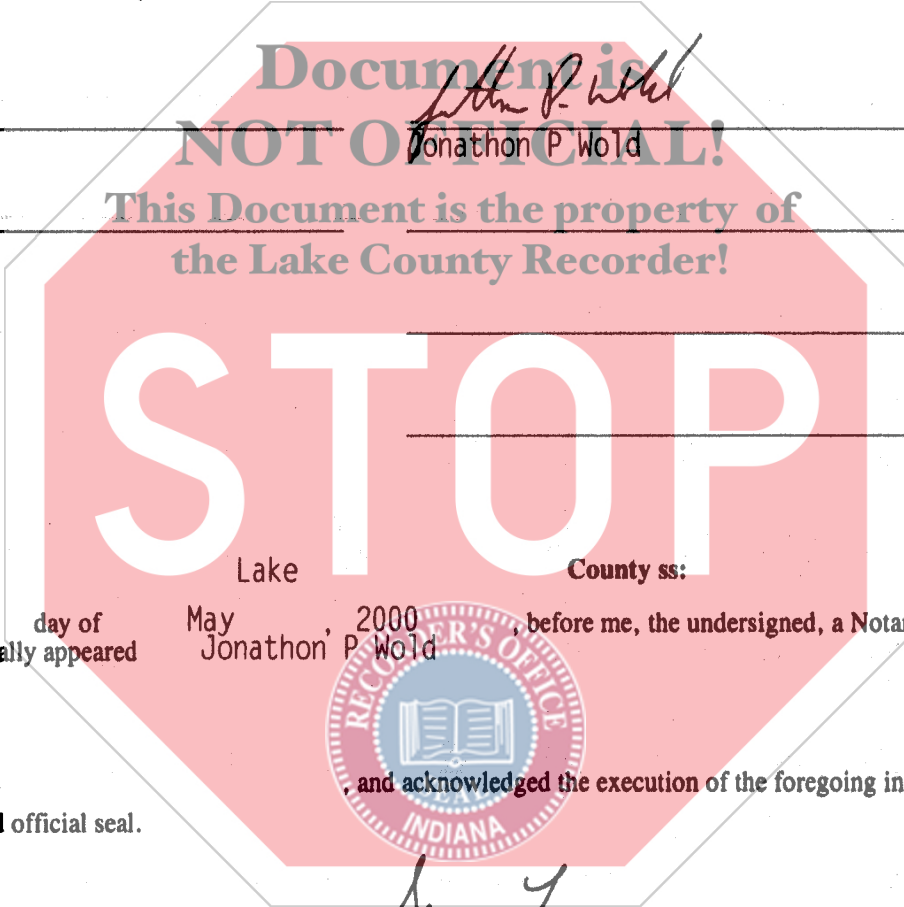 Document is
NOT OFFICIAL!
Jonathon P Wold
This Document is the property of
the Lake County Recorder!
STOP
Lake County ss:
day of May , 2000 , before me, the undersigned, a Notar
ally appeared Jonathon P Wold
RECORDER'S OFFICE
, and acknowledged the execution of the foregoing in
official seal.
INDIANA